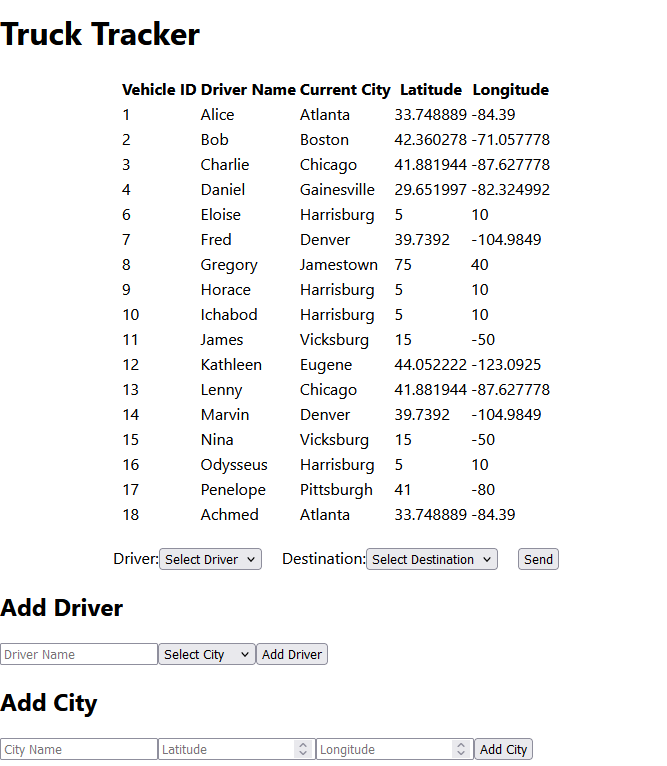 Truck Tracker
Vehicle ID Driver Name Current City Latitude Longitude
1 Alice Atlanta 33.748889 -84.39
2 Bob Boston 42.360278 -71.057778
3 Charlie Chicago 41.881944 -87.627778
4 Daniel Gainesville 29.651997 -82.324992
6 Eloise Harrisburg 5 10
7 Fred Denver 39.7392 -104.9849
8 Gregory Jamestown 75 40
9 Horace Harrisburg 5 10
10 Ichabod Harrisburg 5 10
11 James Vicksburg 15 -50
12 Kathleen Eugene 44.052222 -123.0925
13 Lenny Chicago 41.881944 -87.627778
14 Marvin Denver 39.7392 -104.9849
15 Nina Vicksburg 15 -50
16 Odysseus Harrisburg 5 10
17 Penelope Pittsburgh 41 -80
18 Achmed Atlanta 33.748889 -84.39
Driver: Select Driver Destination: Select Destination Send
Add Driver
Driver Name Select City Add Driver
Add City
City Name Latitude Longitude Add City